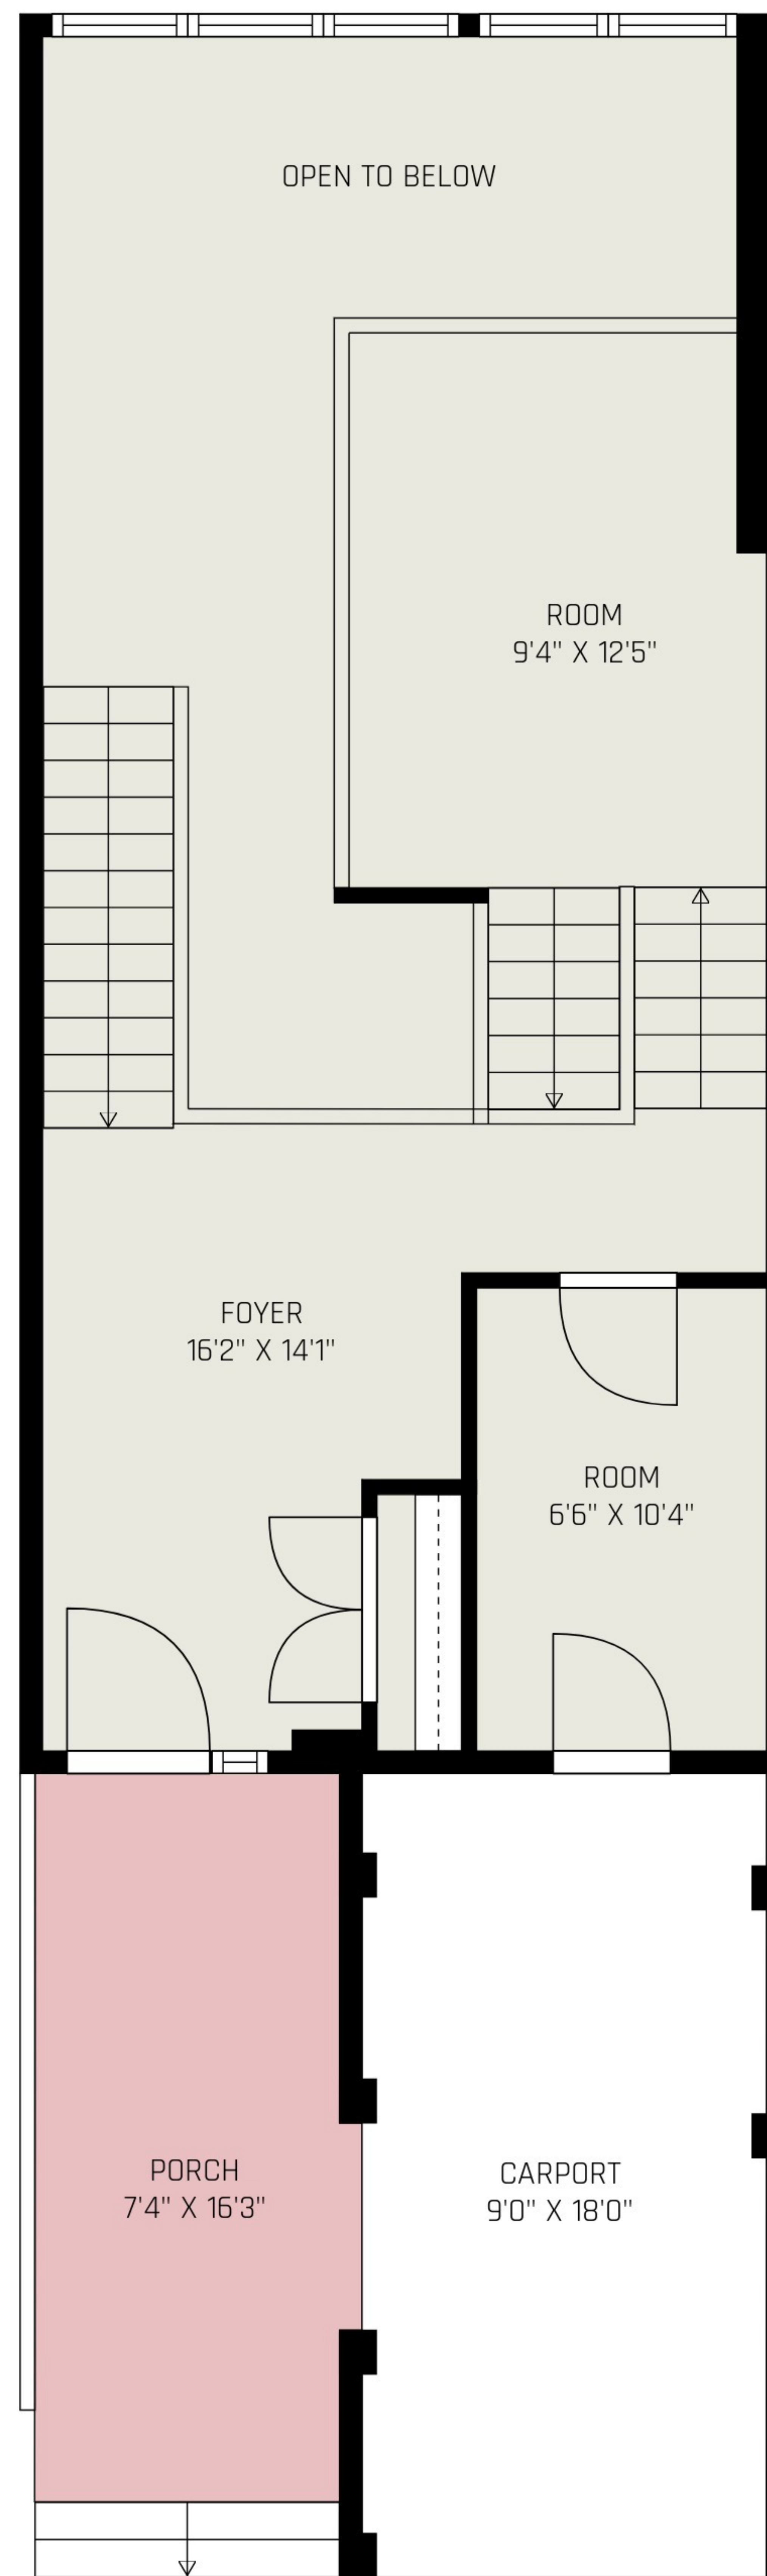 OPEN TO BELOW
ROOM
9'4" X 12'5"
FOYER
16'2" X 14'1"
ROOM
6'6" X 10'4"
PORCH
7'4" X 16'3"
CARPORT
9'0" X 18'0"